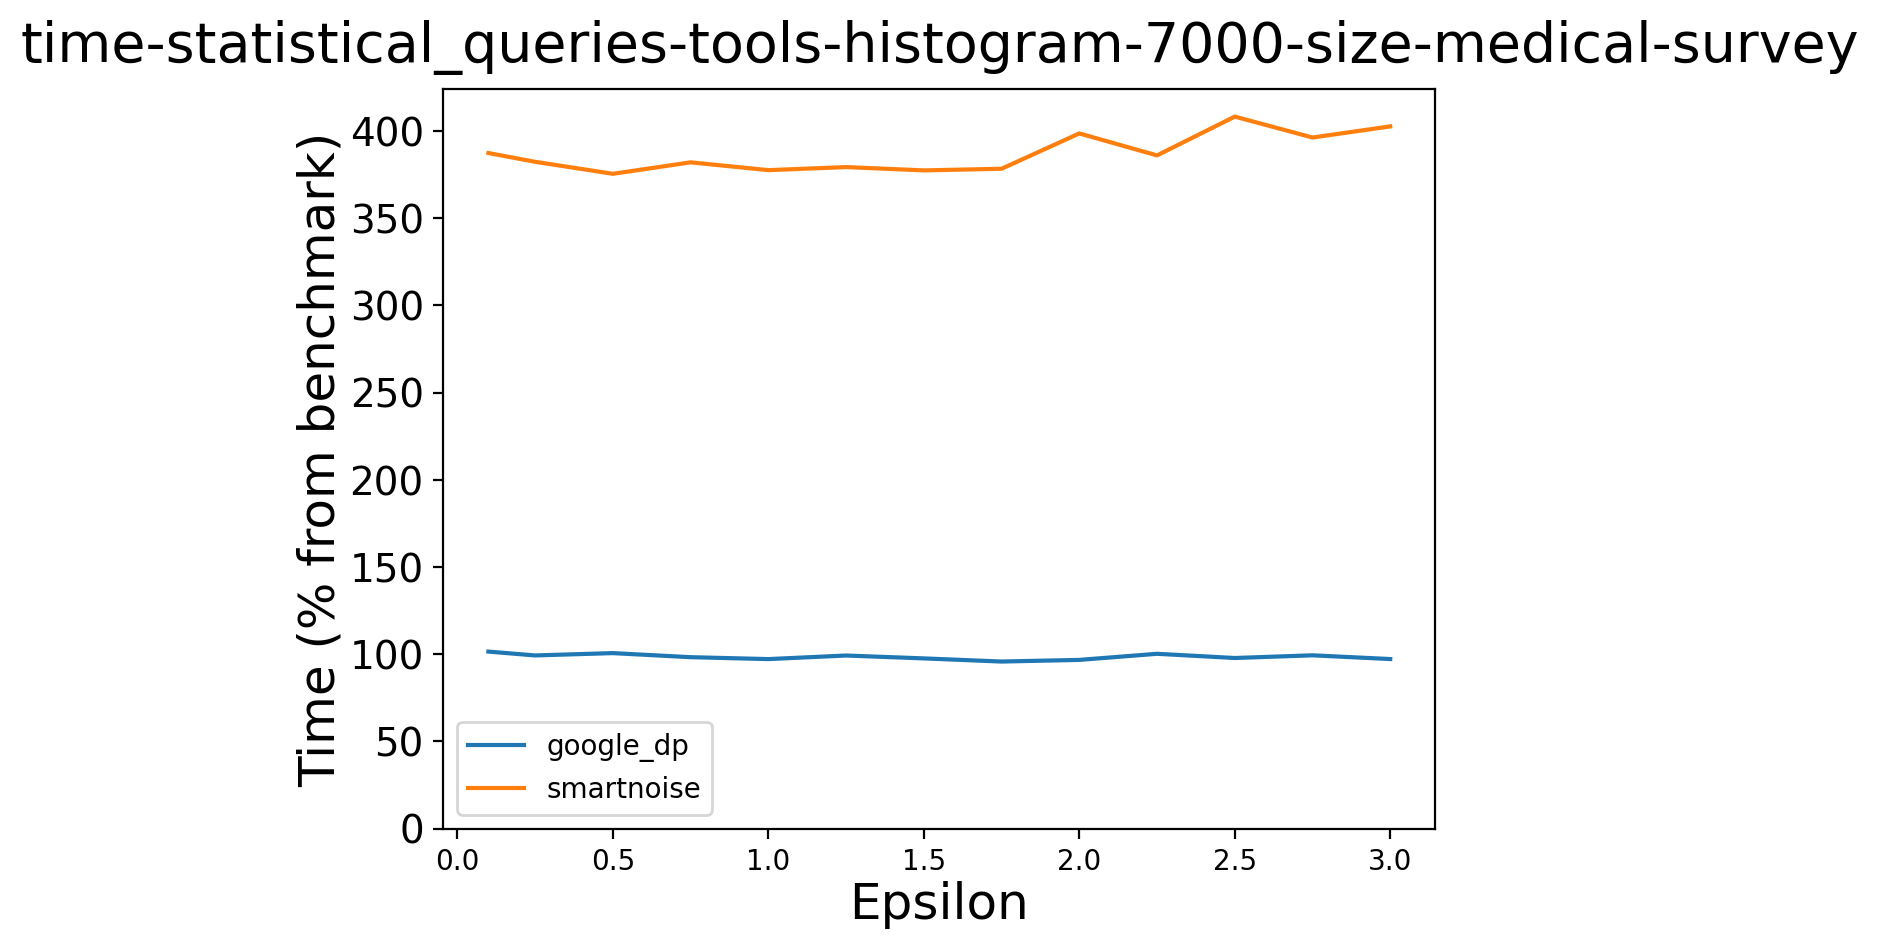 time-statistical_queries-tools-histogram-7000-size-medical-survey
Time (% from benchmark)
400
350
300
250
200
150
100
50
0
google_dp
smartnoise
0.0 0.5 1.0 1.5 2.0 2.5 3.0
Epsilon